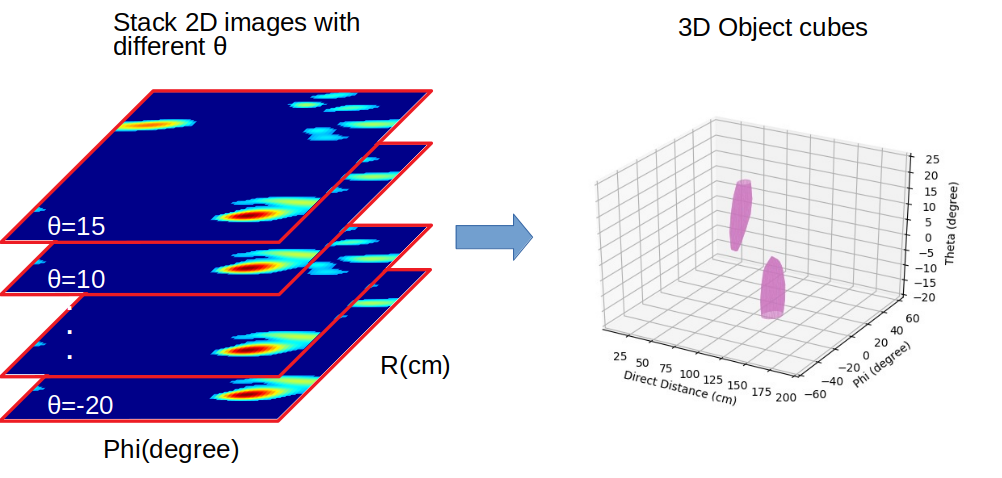 Stack 2D images with
different θ
3D Object cubes
θ=15
θ=10
.
.
.
θ=-20
R(cm)
Phi(degree)
25
20
15
10
5
0
−5
−10
−15
−20
Theta (degree)
60
40
20
0
−20
−40
−60
Phi (degree)
25
50
75
100
125
150
175
200
Direct Distance (cm)